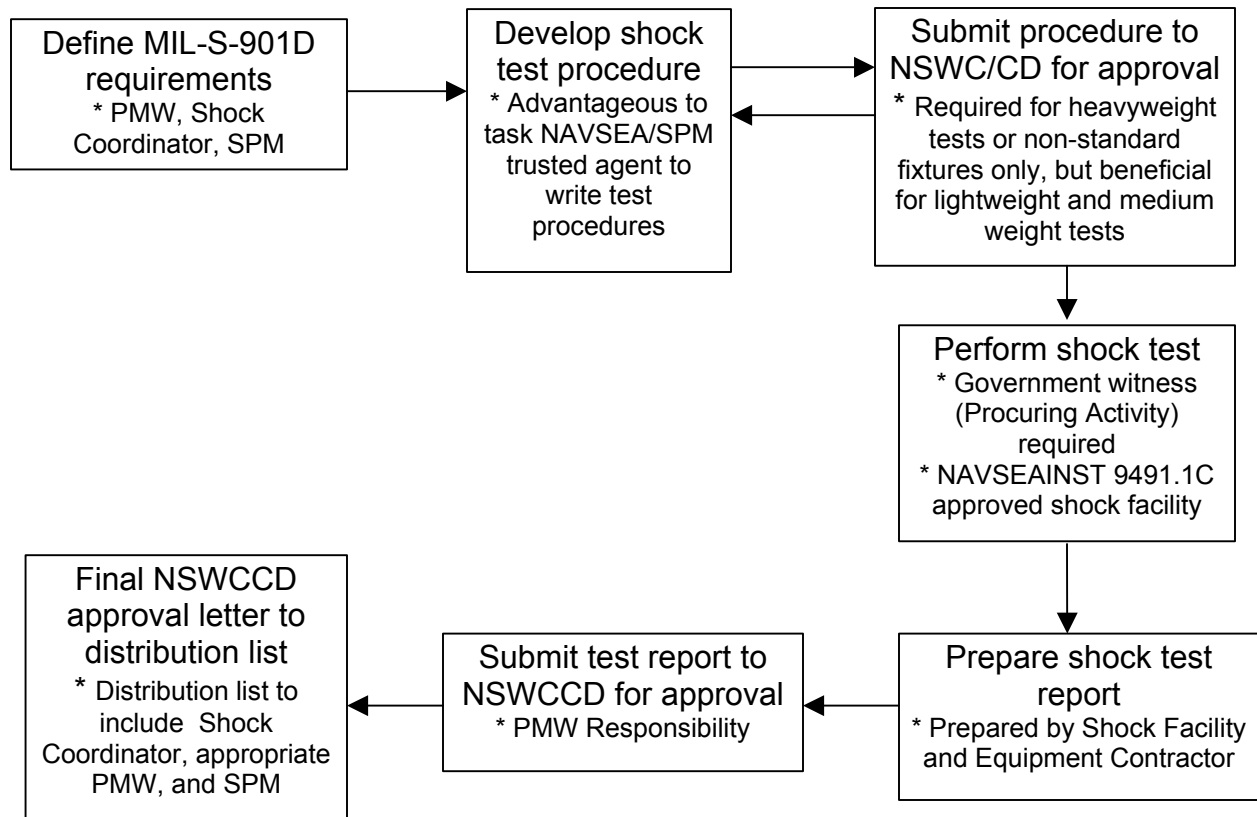 Define MIL-S-901D
requirements
* PMW, Shock
Coordinator, SPM
Develop shock
test procedure
* Advantageous to
task NAVSEA/SPM
trusted agent to
write test
procedures
Submit procedure to
NSWC/CD for approval
* Required for heavyweight
tests or non-standard
fixtures only, but beneficial
for lightweight and medium
weight tests
Perform shock test
* Government witness
(Procuring Activity)
required
* NAVSEAINST 9491.1C
approved shock facility
Prepare shock test
report
* Prepared by Shock Facility
and Equipment Contractor
Submit test report to
NSWCCD for approval
* PMW Responsibility
Final NSWCCD
approval letter to
distribution list
* Distribution list to
include Shock
Coordinator, appropriate
PMW, and SPM